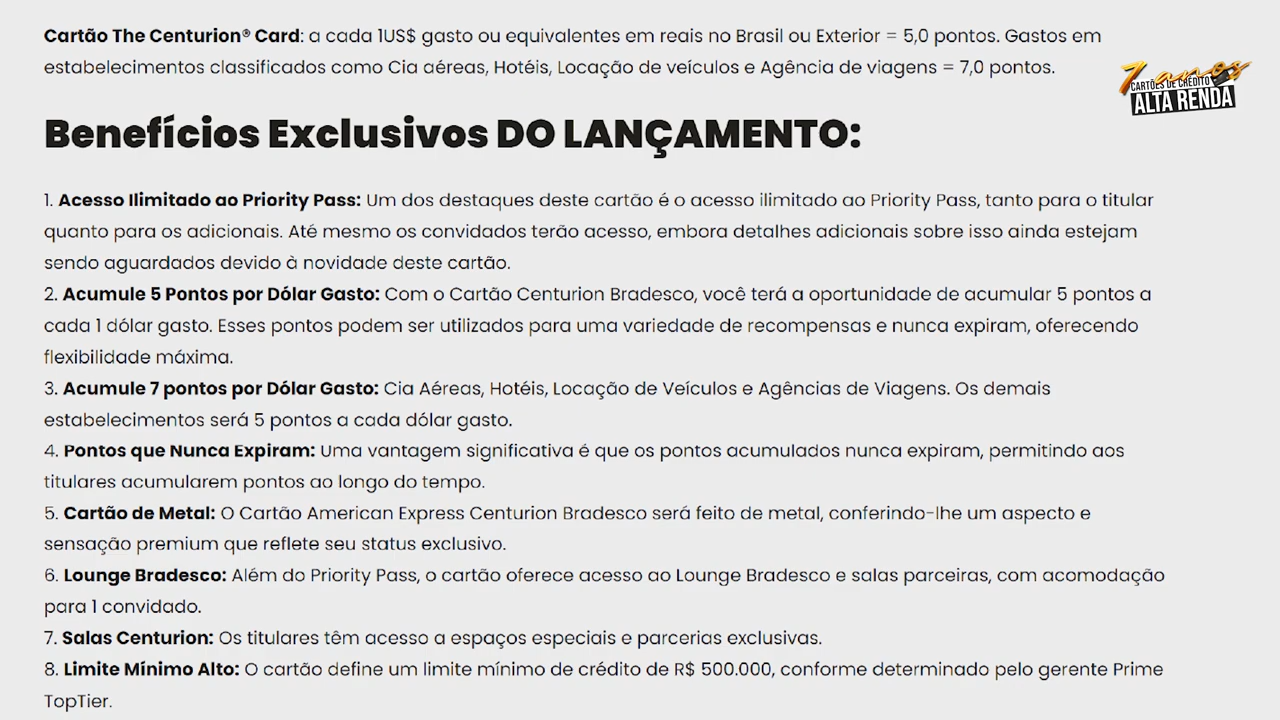 Cartão The Centurion® Card: a cada 1US$ gasto ou equivalentes em reais no Brasil ou Exterior = 5,0 pontos. Gastos em
estabelecimentos classificados como Cia aéreas, Hotéis, Locação de veículos e Agência de viagens = 7,0 pontos.
7 anos
CARTÕES DE CRÉDITO
ALTA RENDA
Benefícios Exclusivos DO LANÇAMENTO:
1. Acesso Ilimitado ao Priority Pass: Um dos destaques deste cartão é o acesso ilimitado ao Priority Pass, tanto para o titular
quanto para os adicionais. Até mesmo os convidados terão acesso, embora detalhes adicionais sobre isso ainda estejam
sendo aguardados devido à novidade deste cartão.
2. Acumule 5 Pontos por Dólar Gasto: Com o Cartão Centurion Bradesco, você terá a oportunidade de acumular 5 pontos a
cada 1 dólar gasto. Esses pontos podem ser utilizados para uma variedade de recompensas e nunca expiram, oferecendo
flexibilidade máxima.
3. Acumule 7 pontos por Dólar Gasto: Cia Aéreas, Hotéis, Locação de Veículos e Agências de Viagens. Os demais
estabelecimentos será 5 pontos a cada dólar gasto.
4. Pontos que Nunca Expiram: Uma vantagem significativa é que os pontos acumulados nunca expiram, permitindo aos
titulares acumularem pontos ao longo do tempo.
5. Cartão de Metal: O Cartão American Express Centurion Bradesco será feito de metal, conferindo-lhe um aspecto e
sensação premium que reflete seu status exclusivo.
6. Lounge Bradesco: Além do Priority Pass, o cartão oferece acesso ao Lounge Bradesco e salas parceiras, com acomodação
para 1 convidado.
7. Salas Centurion: Os titulares têm acesso a espaços especiais e parcerias exclusivas.
8. Limite Mínimo Alto: O cartão define um limite mínimo de crédito de R$ 500.000, conforme determinado pelo gerente Prime
TopTier.